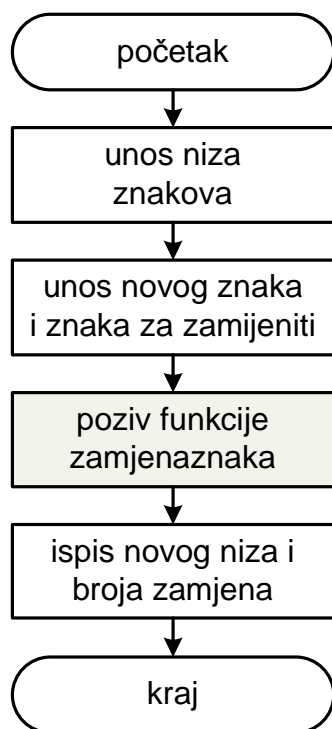 početak
unos niza
znakova
unos novog znaka
i znaka za zamijeniti
poziv funkcije
zamjenaznaka
ispis novog niza i
broja zamjena
kraj